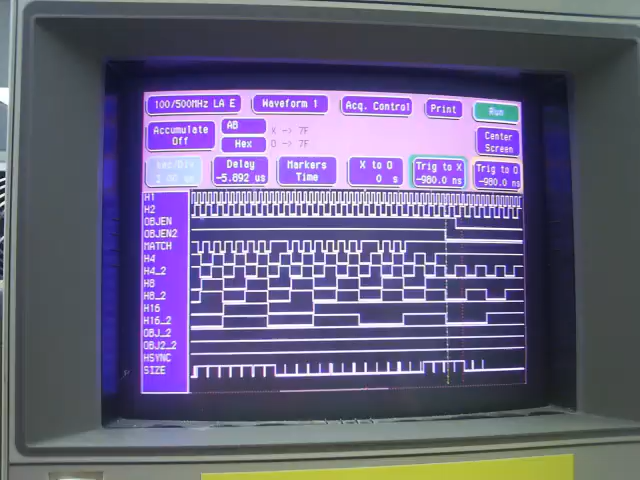 100/500MHz LA E
Waveform 1
Acq. Control
Print
Run
Accumulate
Off
AB
X -> 7F
Hex
O -> 7F
Center
Screen
sec/Div
Delay
-5.892 us
Markers
Time
X to O
0 s
Trig to X
-980.0 ns
Trig to O
-980.0 ns
H1
H2
OBJEN
OBJEN2
MATCH
H4
H4_2
H8
H8_2
H16
H16_2
OBJ_2
OBJ2_2
HSYNC
SIZE